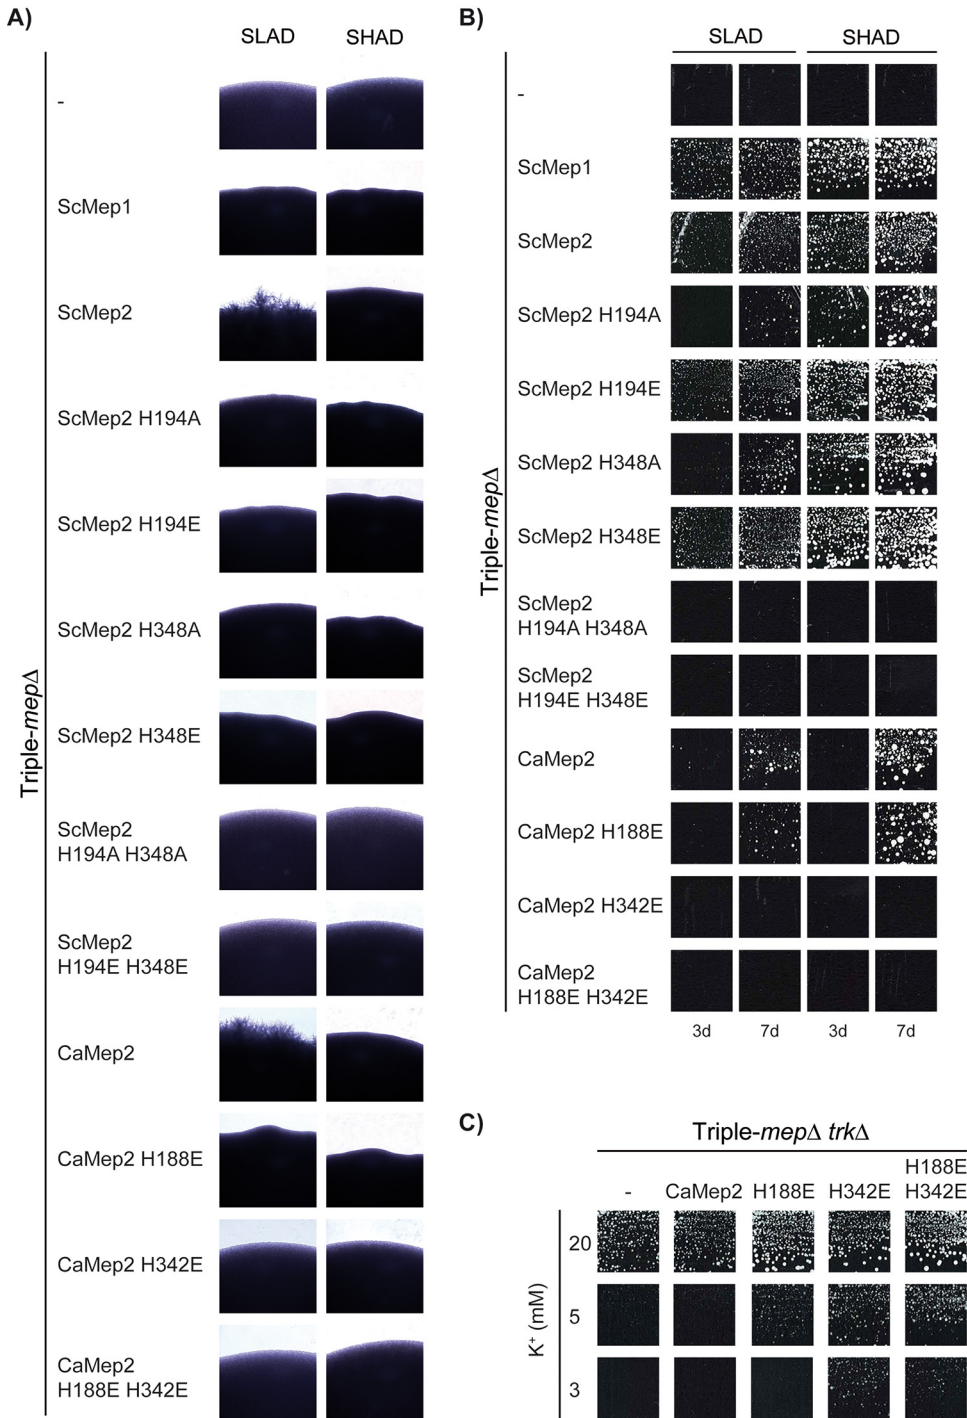 A)
SLAD SHAD
-
ScMep1
ScMep2
ScMep2 H194A
ScMep2 H194E
ScMep2 H348A
ScMep2 H348E
ScMep2
H194A H348A
ScMep2
H194E H348E
CaMep2
CaMep2 H188E
CaMep2 H342E
CaMep2
H188E H342E
Triple-mepΔ
B)
SLAD SHAD
-
ScMep1
ScMep2
ScMep2 H194A
ScMep2 H194E
ScMep2 H348A
ScMep2 H348E
ScMep2
H194A H348A
ScMep2
H194E H348E
CaMep2
CaMep2 H188E
CaMep2 H342E
CaMep2
H188E H342E
Triple-mepΔ
3d 7d 3d 7d
C)
Triple-mepΔ trkΔ
H188E
- CaMep2 H188E H342E H342E
20
5
3
K⁺ (mM)